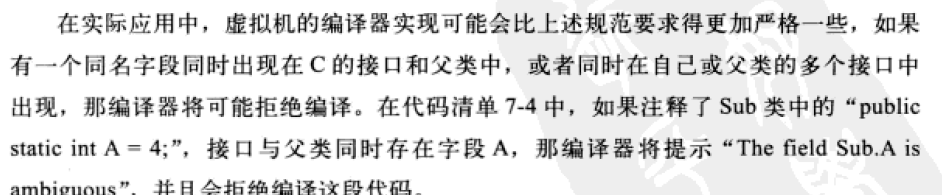 在实际应用中，虚拟机的编译器实现可能会比上述规范要求得更加严格一些，如果
有一个同名字段同时出现在 C 的接口和父类中，或者同时在自己或父类的多个接口中
出现，那编译器将可能拒绝编译。在代码清单 7-4 中，如果注释了 Sub 类中的“public
static int A = 4;”，接口与父类同时存在字段 A，那编译器将提示“The field Sub.A is
ambiguous”，并且会拒绝编译这段代码。